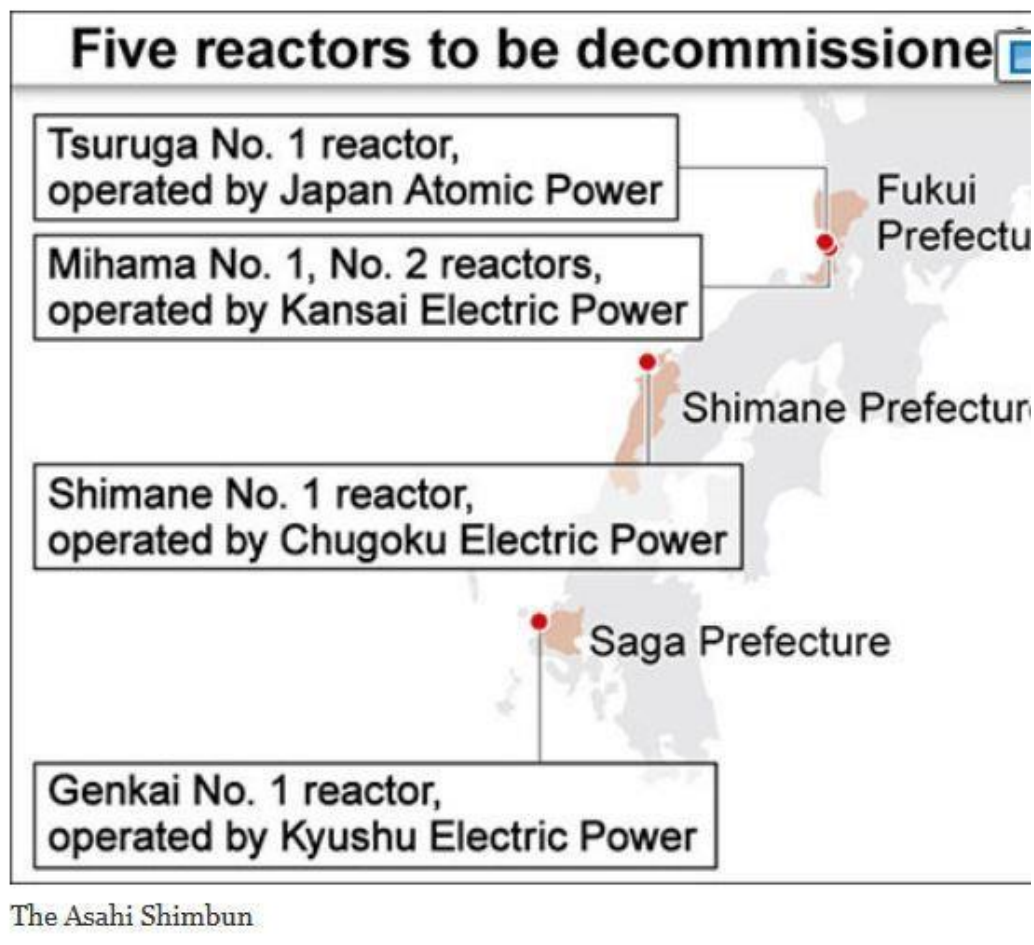 Five reactors to be decommissione
Tsuruga No. 1 reactor,
operated by Japan Atomic Power
Fukui
Prefectu
Mihama No. 1, No. 2 reactors,
operated by Kansai Electric Power
Shimane Prefectur
Shimane No. 1 reactor,
operated by Chugoku Electric Power
Saga Prefecture
Genkai No. 1 reactor,
operated by Kyushu Electric Power
The Asahi Shimbun